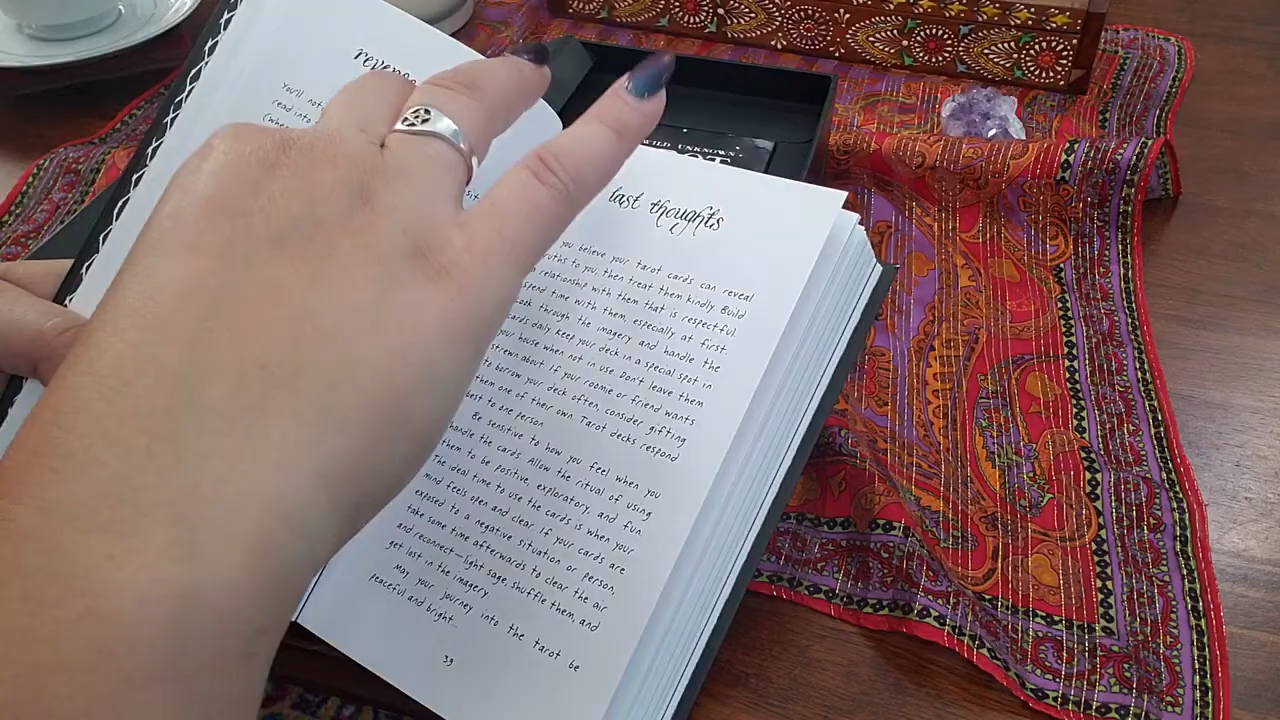 You'll not
read into
WILD UNKNOWN
last thoughts
you believe your tarot cards can reveal
truths to you, then treat them kindly. Build
relationship with them that is respectful.
spend time with them, especially at first.
Look through the imagery and handle the
cards daily keep your deck in a special spot in
your house when not in use. Don't leave them
strewn about. If your roomie or friend wants
to borrow your deck often, consider gifting
them one of their own. Tarot decks respond
best to one person.
Be sensitive to how you feel when you
handle the cards. Allow the ritual of using
them to be positive, exploratory, and fun.
The ideal time to use the cards is when your
mind feels open and clear. If your cards are
exposed to a negative situation or person,
take some time afterwards to clear the air
and reconnect—light sage, shuffle them, and
get lost in the imagery.
May your journey into the tarot be
peaceful and bright...
39